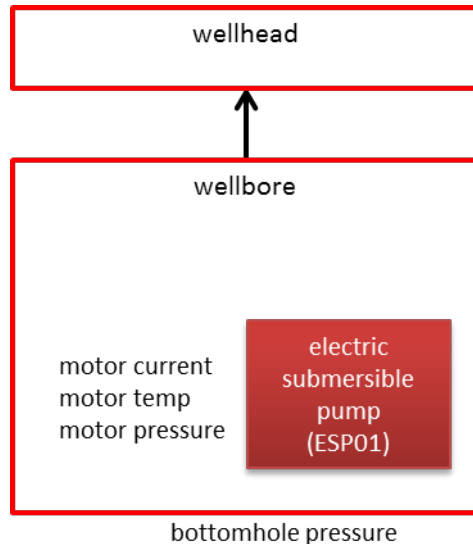 wellhead
wellbore
motor current
motor temp
motor pressure
electric
submersible
pump
(ESP01)
bottomhole pressure